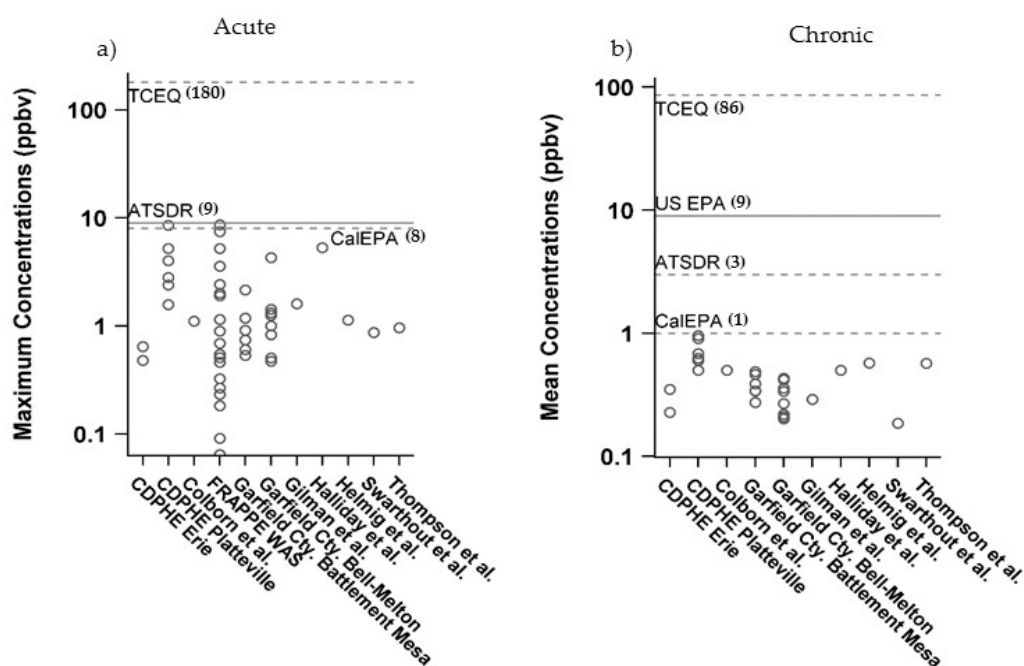 Acute
a)
Maximum Concentrations (ppbv)
100
10
1
0.1
TCEQ (180)
ATSDR (9)
CalEPA (8)
CDPHE Erie
CDPHE Platteville
Colborn et al.
FRAPPE WAS
Garfield Cty. Battlement Mesa
Garfield Cty. Bell-Melton
Gilman et al.
Halliday et al.
Helmig et al.
Swarthout et al.
Thompson et al.
Chronic
b)
Mean Concentrations (ppbv)
100
10
1
0.1
TCEQ (86)
US EPA (9)
ATSDR (3)
CalEPA (1)
CDPHE Erie
CDPHE Platteville
Colborn et al.
Garfield Cty. Battlement Mesa
Garfield Cty. Bell-Melton
Gilman et al.
Halliday et al.
Helmig et al.
Swarthout et al.
Thompson et al.